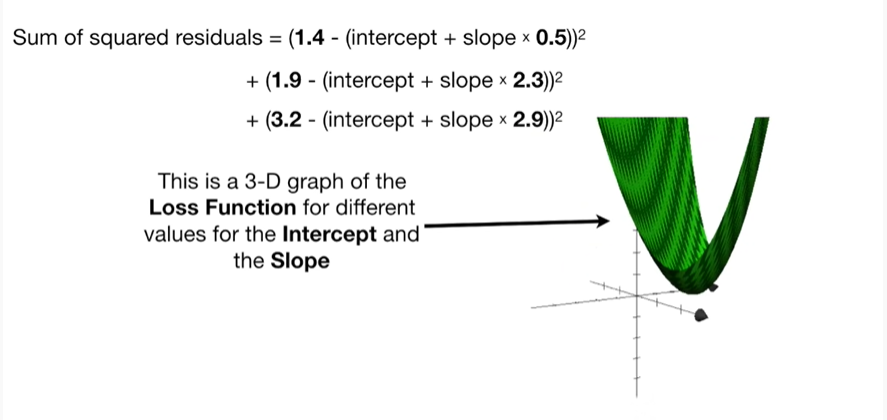 Sum of squared residuals = (1.4 - (intercept + slope × 0.5))²
+ (1.9 - (intercept + slope × 2.3))²
+ (3.2 - (intercept + slope × 2.9))²
This is a 3-D graph of the
Loss Function for different
values for the Intercept and
the Slope